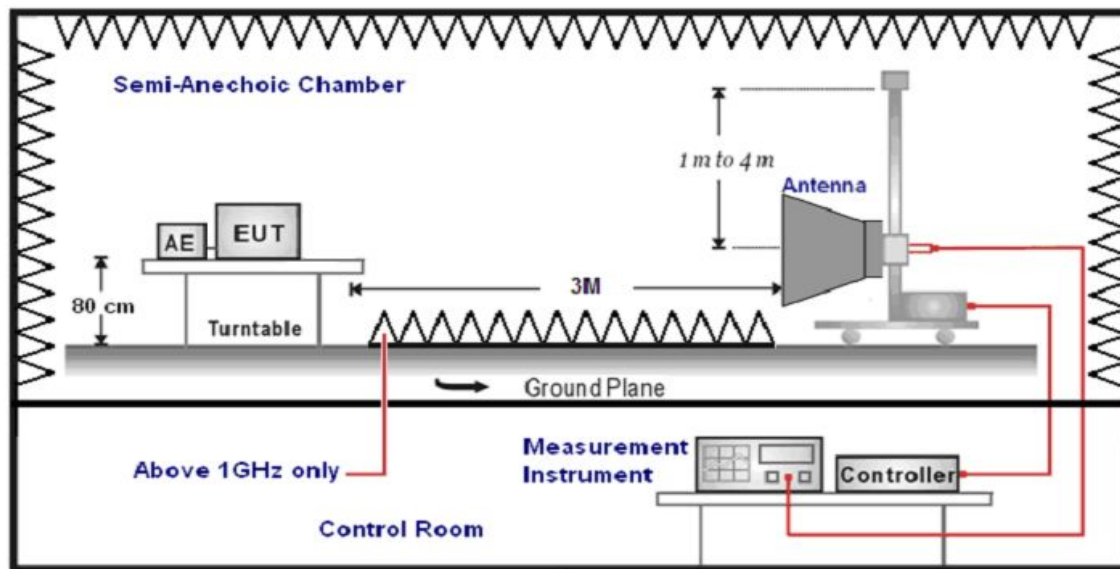 Semi-Anechoic Chamber
1 m to 4 m
Antenna
AE
EUT
80 cm
3M
Turntable
Ground Plane
Above 1GHz only
Measurement
Instrument
Controller
Control Room